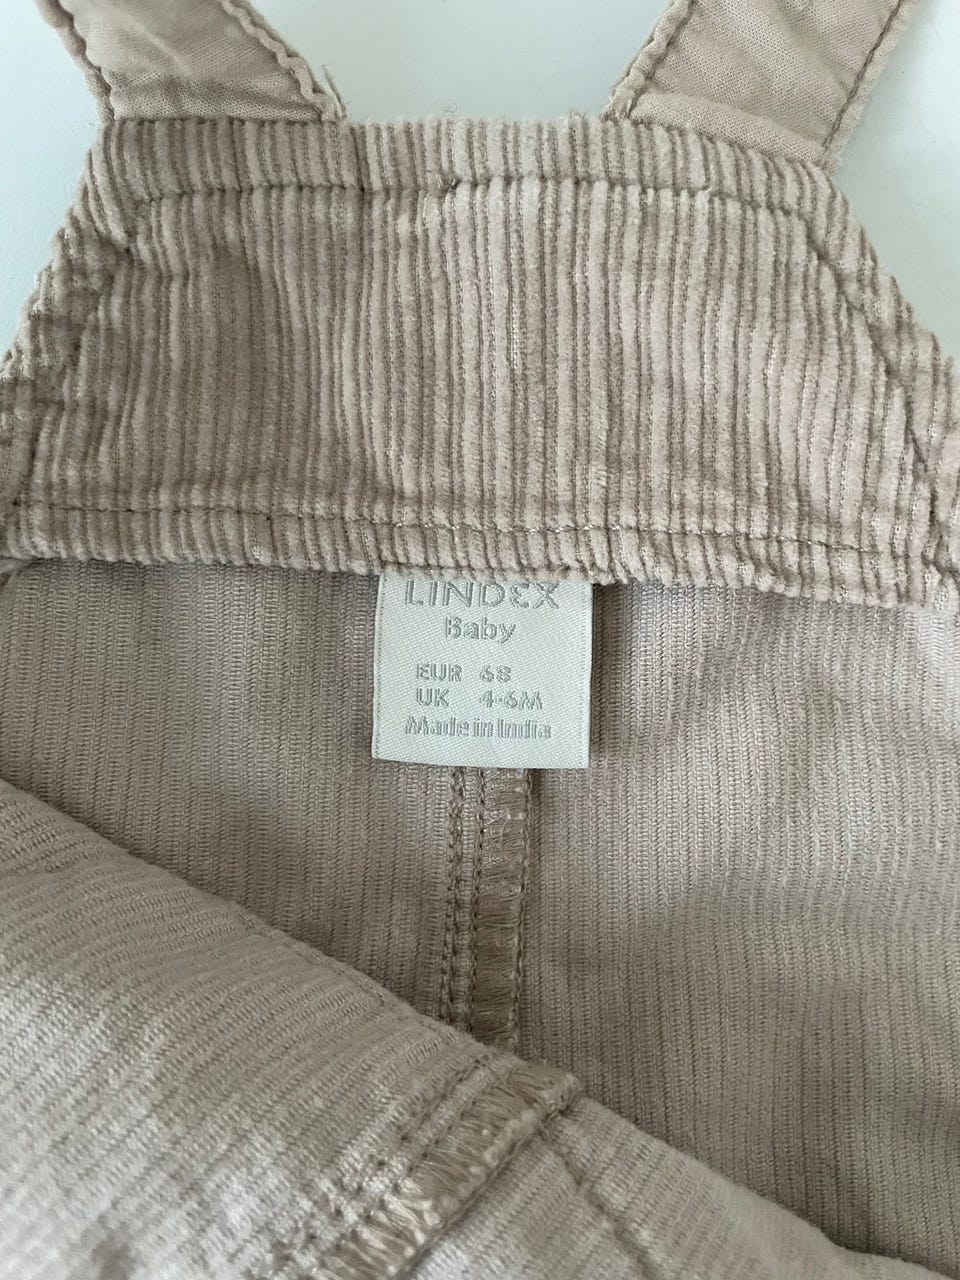 LINDEX
Baby
EUR 68
UK 4-6M
Made in India